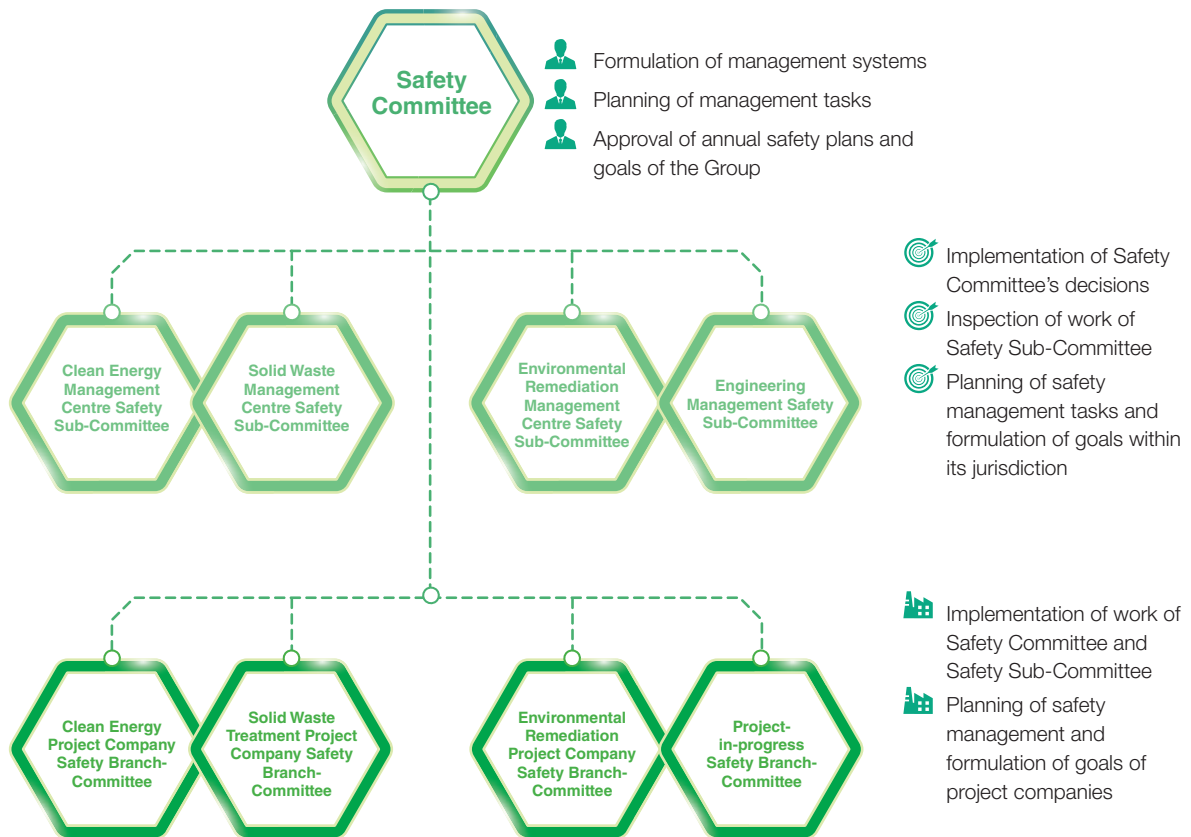 Safety
Committee
Formulation of management systems
Planning of management tasks
Approval of annual safety plans and
goals of the Group
Clean Energy
Management
Centre Safety
Sub-Committee
Solid Waste
Management
Centre Safety
Sub-Committee
Environmental
Remediation
Management
Centre Safety
Sub-Committee
Engineering
Management Safety
Sub-Committee
Implementation of Safety
Committee’s decisions
Inspection of work of
Safety Sub-Committee
Planning of safety
management tasks and
formulation of goals within
its jurisdiction
Clean Energy
Project Company
Safety Branch-
Committee
Solid Waste
Treatment Project
Company Safety
Branch-
Committee
Environmental
Remediation
Project Company
Safety Branch-
Committee
Project-
in-progress
Safety Branch-
Committee
Implementation of work of
Safety Committee and
Safety Sub-Committee
Planning of safety
management and
formulation of goals of
project companies